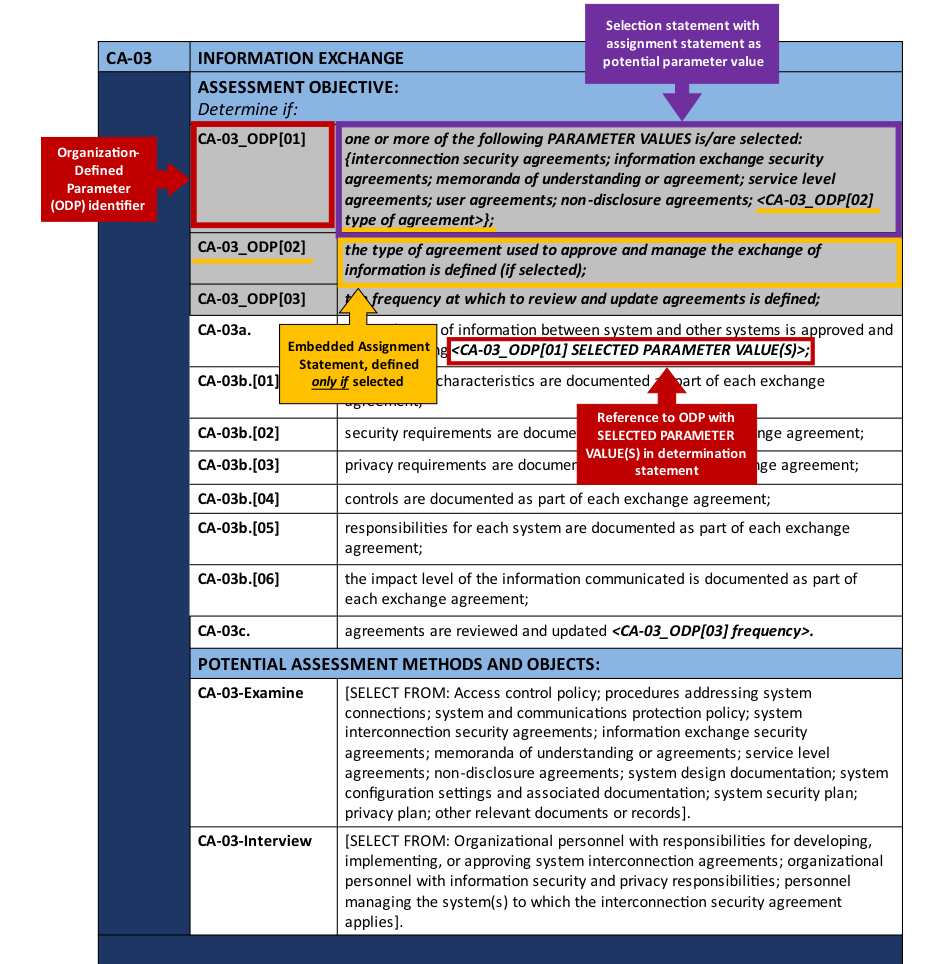 Selection statement with
assignment statement as
potential parameter value
CA-03 INFORMATION EXCHANGE
ASSESSMENT OBJECTIVE:
Determine if:
Organization-
Defined
Parameter
(ODP) identifier
CA-03_ODP[01] one or more of the following PARAMETER VALUES is/are selected:
{interconnection security agreements; information exchange security
agreements; memoranda of understanding or agreement; service level
agreements; user agreements; non-disclosure agreements; <CA-03_ODP[02]
type of agreement>};
CA-03_ODP[02] the type of agreement used to approve and manage the exchange of
information is defined (if selected);
CA-03_ODP[03] frequency at which to review and update agreements is defined;
CA-03a. of information between system and other systems is approved and
<CA-03_ODP[01] SELECTED PARAMETER VALUE(S)>;
Embedded Assignment
Statement, defined
only if selected
CA-03b.[01] characteristics are documented part of each exchange
Reference to ODP with
SELECTED PARAMETER
VALUE(S) in determination
statement
CA-03b.[02] security requirements are agreement;
CA-03b.[03] privacy requirements are agreement;
CA-03b.[04] controls are documented as part of each exchange agreement;
CA-03b.[05] responsibilities for each system are documented as part of each exchange
agreement;
CA-03b.[06] the impact level of the information communicated is documented as part of
each exchange agreement;
CA-03c. agreements are reviewed and updated <CA-03_ODP[03] frequency>.
POTENTIAL ASSESSMENT METHODS AND OBJECTS:
CA-03-Examine [SELECT FROM: Access control policy; procedures addressing system
connections; system and communications protection policy; system
interconnection security agreements; information exchange security
agreements; memoranda of understanding or agreements; service level
agreements; non-disclosure agreements; system design documentation; system
configuration settings and associated documentation; system security plan;
privacy plan; other relevant documents or records].
CA-03-Interview [SELECT FROM: Organizational personnel with responsibilities for developing,
implementing, or approving system interconnection agreements; organizational
personnel with information security and privacy responsibilities; personnel
managing the system(s) to which the interconnection security agreement
applies].